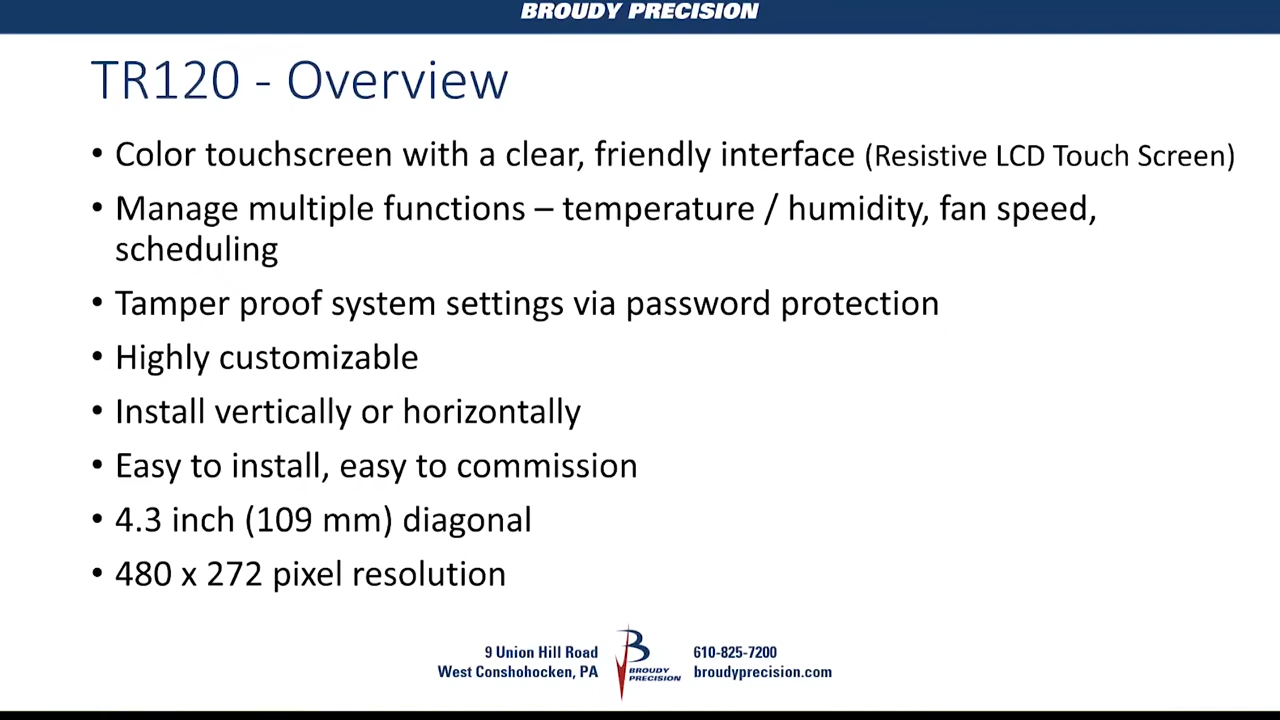 BROUDY PRECISION
TR120 - Overview
• Color touchscreen with a clear, friendly interface (Resistive LCD Touch Screen)
• Manage multiple functions – temperature / humidity, fan speed,
scheduling
• Tamper proof system settings via password protection
• Highly customizable
• Install vertically or horizontally
• Easy to install, easy to commission
• 4.3 inch (109 mm) diagonal
• 480 x 272 pixel resolution
9 Union Hill Road
West Conshohocken, PA
B
BROUDY
PRECISION
610-825-7200
broudyprecision.com